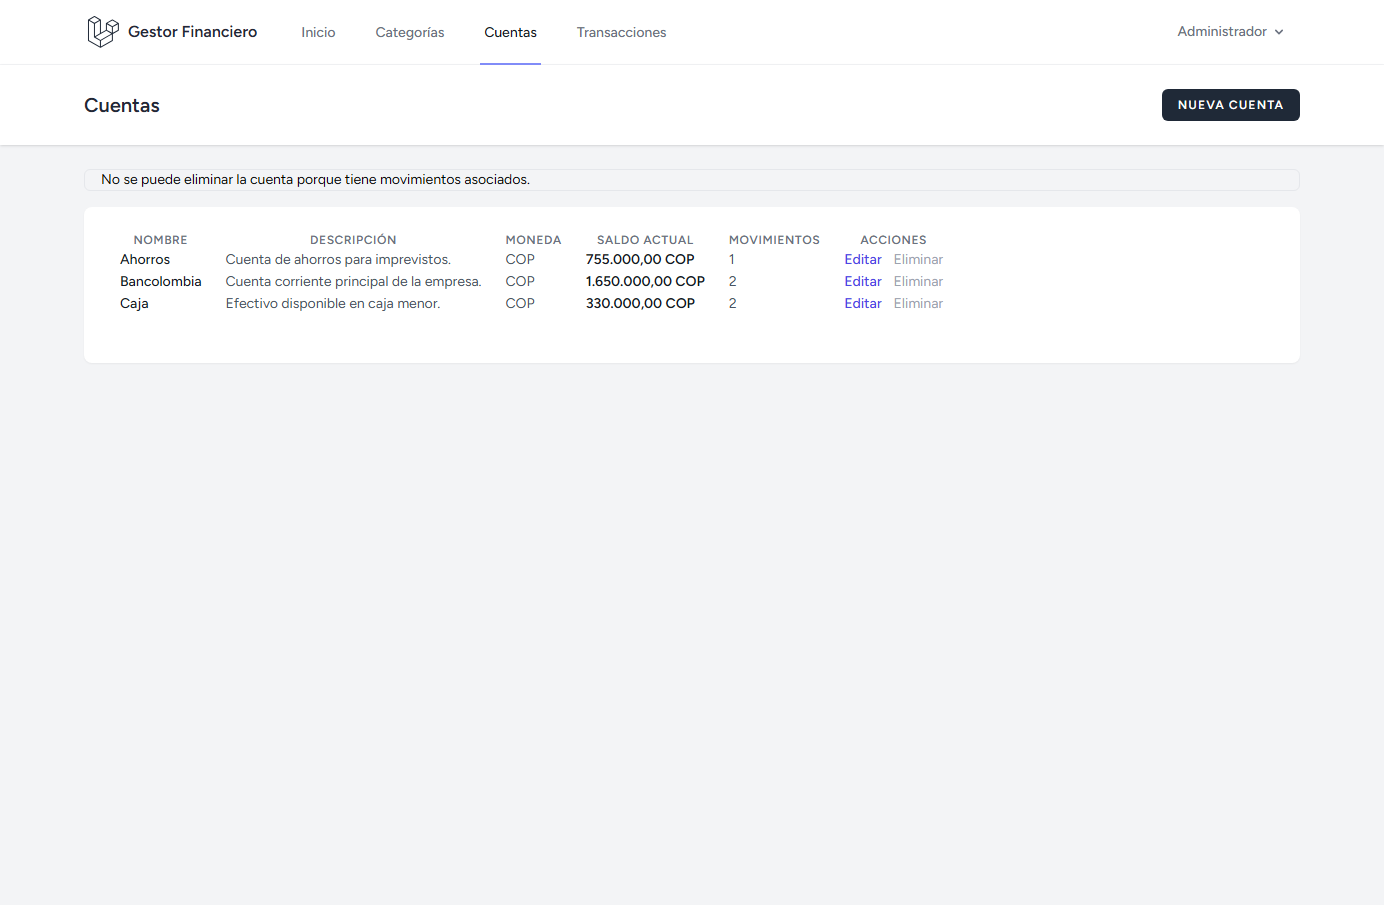 Gestor Financiero Inicio Categorías Cuentas Transacciones Administrador
Cuentas NUEVA CUENTA
No se puede eliminar la cuenta porque tiene movimientos asociados.
NOMBRE DESCRIPCIÓN MONEDA SALDO ACTUAL MOVIMIENTOS ACCIONES
Ahorros Cuenta de ahorros para imprevistos. COP 755.000,00 COP 1 Editar Eliminar
Bancolombia Cuenta corriente principal de la empresa. COP 1.650.000,00 COP 2 Editar Eliminar
Caja Efectivo disponible en caja menor. COP 330.000,00 COP 2 Editar Eliminar